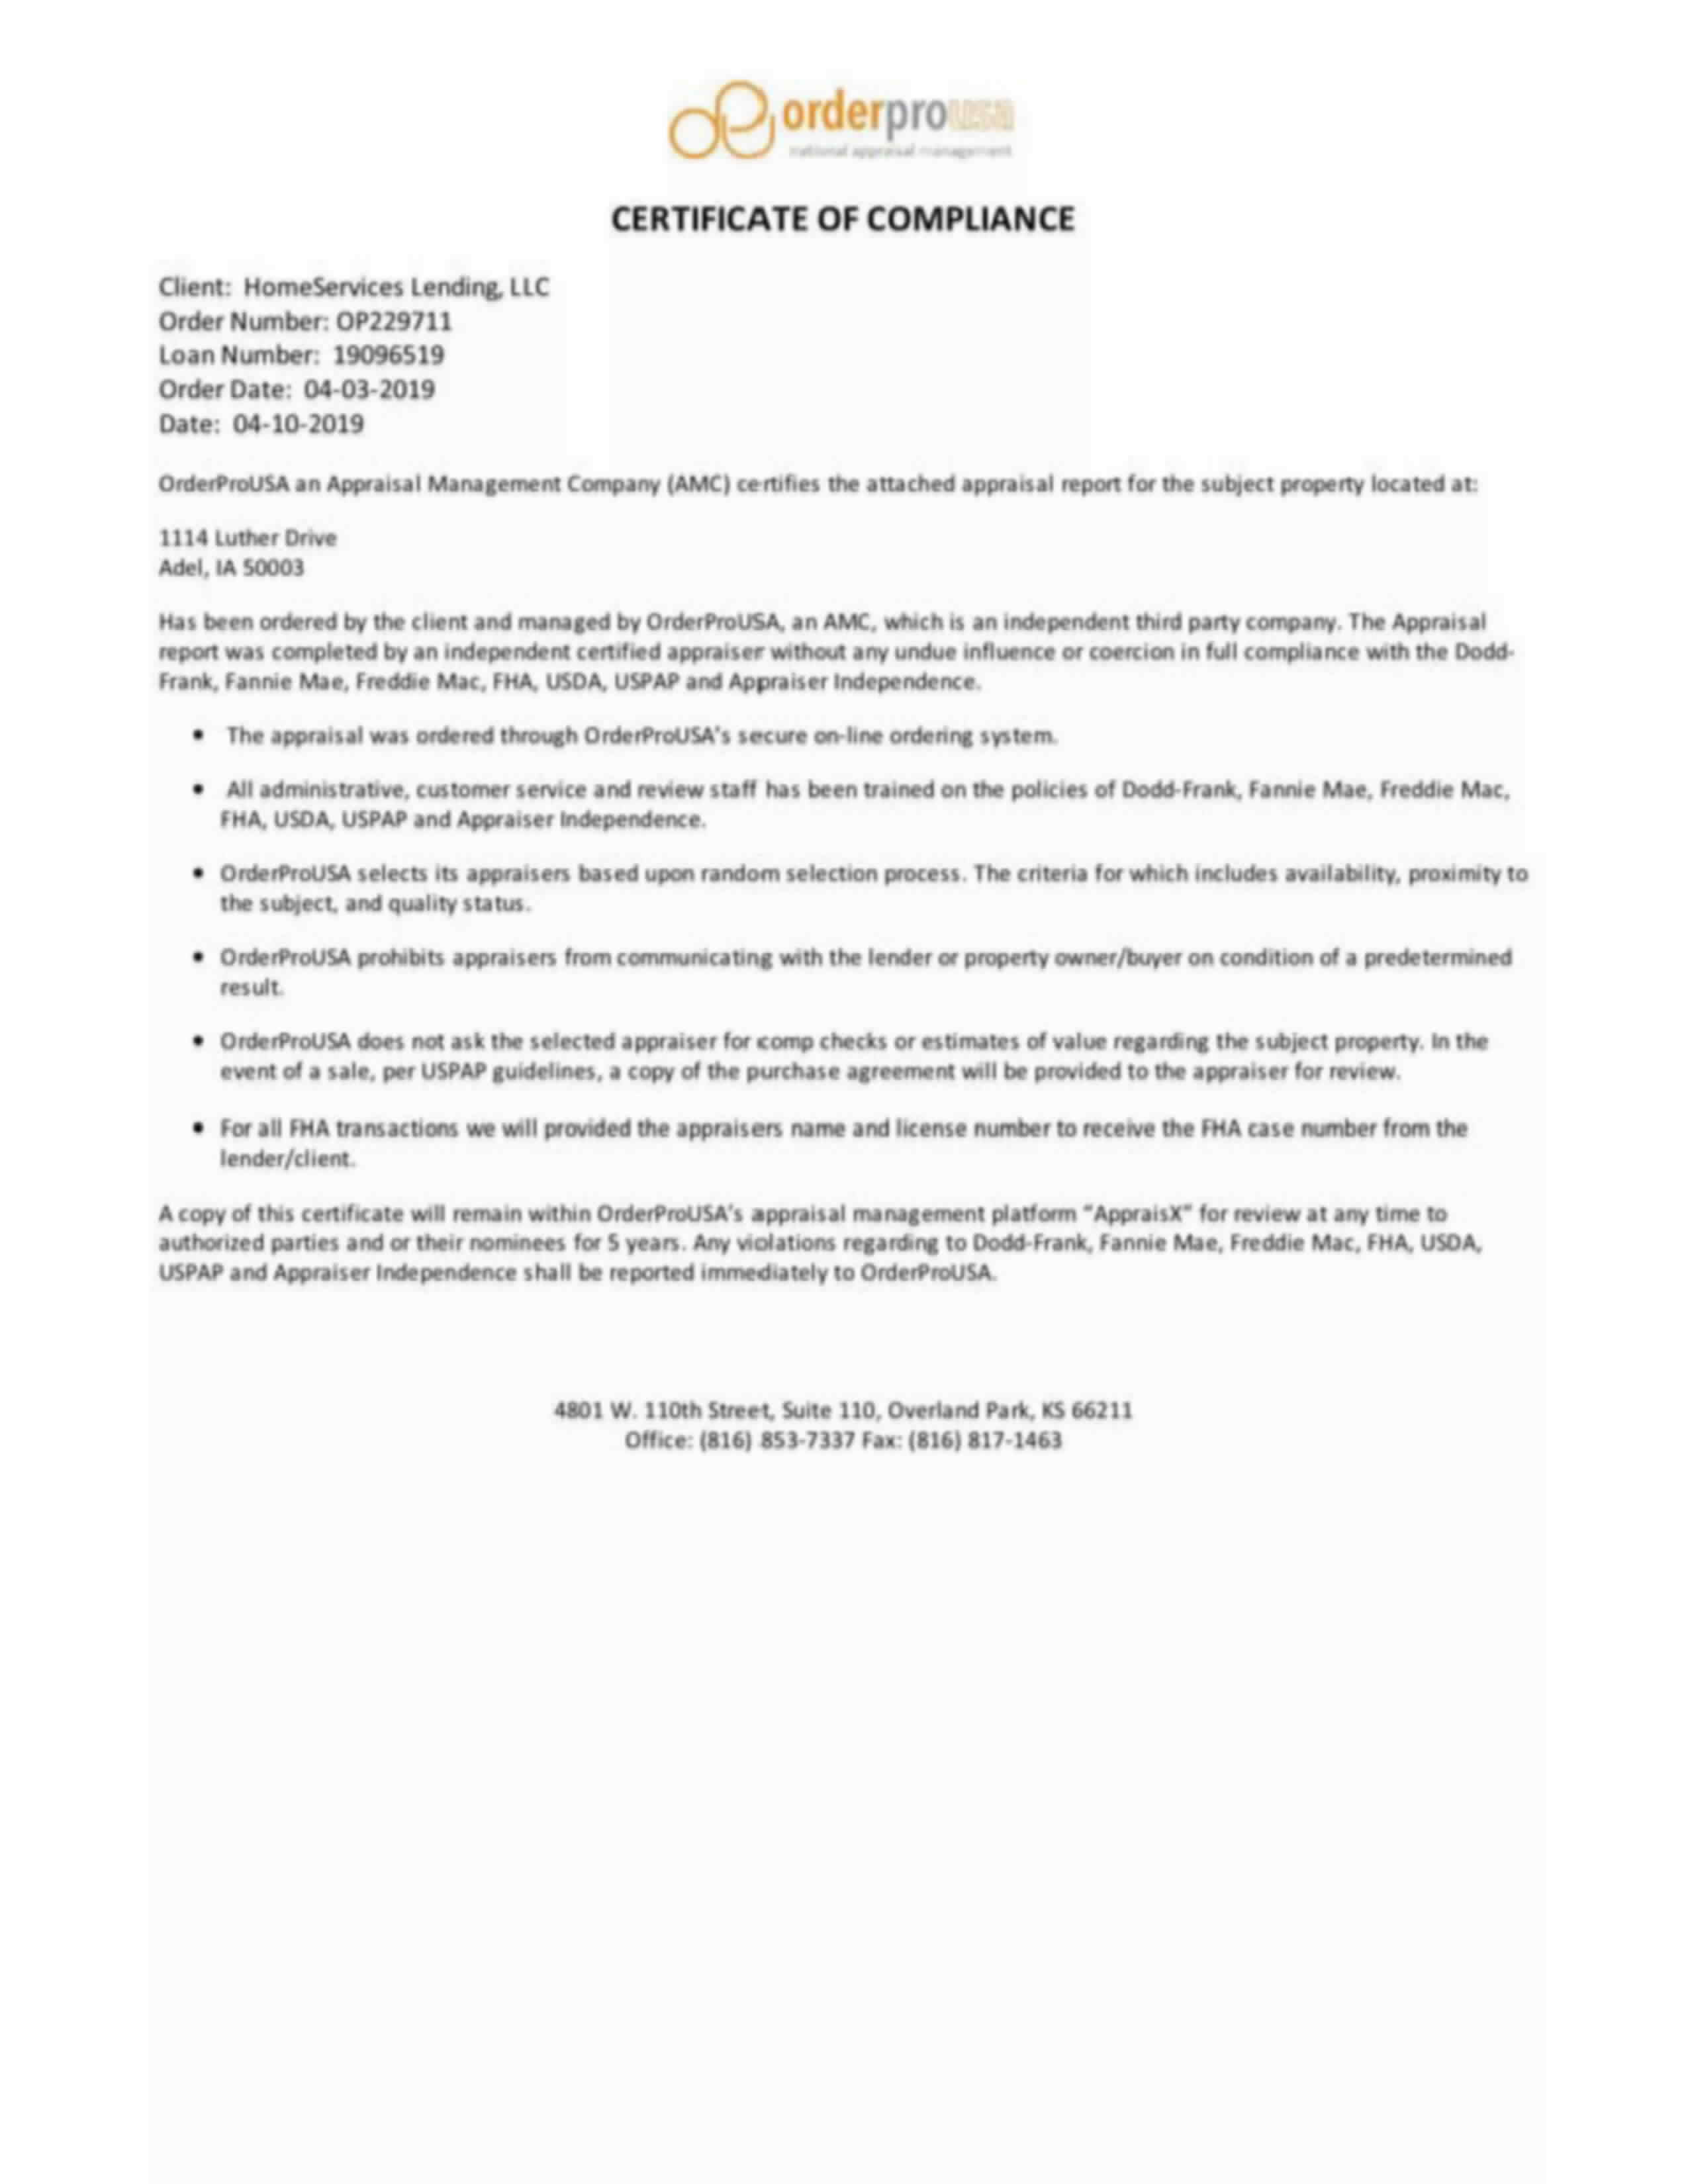 orderprousa
national appraisal management
CERTIFICATE OF COMPLIANCE
Client: HomeServices Lending, LLC
Order Number: OP229711
Loan Number: 19096519
Order Date: 04-03-2019
Date: 04-10-2019
OrderProUSA an Appraisal Management Company (AMC) certifies the attached appraisal report for the subject property located at:
1114 Luther Drive
Adel, IA 50003
Has been ordered by the client and managed by OrderProUSA, an AMC, which is an independent third party company. The Appraisal
report was completed by an independent certified appraiser without any undue influence or coercion in full compliance with the Dodd-
Frank, Fannie Mae, Freddie Mac, FHA, USDA, USPAP and Appraiser Independence.
• The appraisal was ordered through OrderProUSA's secure on-line ordering system.
• All administrative, customer service and review staff has been trained on the policies of Dodd-Frank, Fannie Mae, Freddie Mac,
FHA, USDA, USPAP and Appraiser Independence.
• OrderProUSA selects its appraisers based upon random selection process. The criteria for which includes availability, proximity to
the subject, and quality status.
• OrderProUSA prohibits appraisers from communicating with the lender or property owner/buyer on condition of a predetermined
result.
• OrderProUSA does not ask the selected appraiser for comp checks or estimates of value regarding the subject property. In the
event of a sale, per USPAP guidelines, a copy of the purchase agreement will be provided to the appraiser for review.
• For all FHA transactions we will provided the appraisers name and license number to receive the FHA case number from the
lender/client.
A copy of this certificate will remain within OrderProUSA's appraisal management platform "AppraisX" for review at any time to
authorized parties and or their nominees for 5 years. Any violations regarding to Dodd-Frank, Fannie Mae, Freddie Mac, FHA, USDA,
USPAP and Appraiser Independence shall be reported immediately to OrderProUSA.
4801 W. 110th Street, Suite 110, Overland Park, KS 66211
Office: (816) 853-7337 Fax: (816) 817-1463